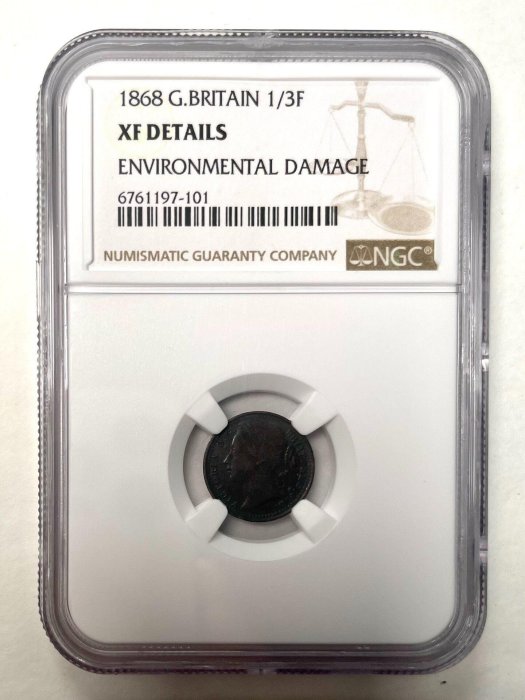 1868 G.BRITAIN 1/3F
XF DETAILS
ENVIRONMENTAL DAMAGE
6761197-101
NUMISMATIC GUARANTY COMPANY
NGC®